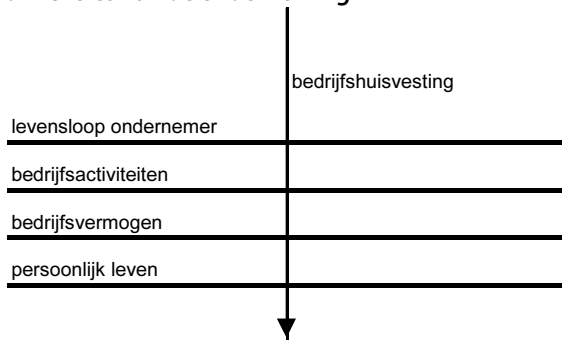 bedrijfshuisvesting
levensloop ondernemer
bedrijfsactiviteiten
bedrijfsvermogen
persoonlijk leven